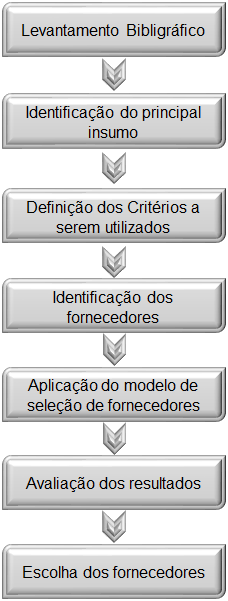 Levantamento Bibligráfico
Identificação do principal
insumo
Definição dos Critérios a
serem utilizados
Identificação dos
fornecedores
Aplicação do modelo de
seleção de fornecedores
Avaliação dos resultados
Escolha dos fornecedores